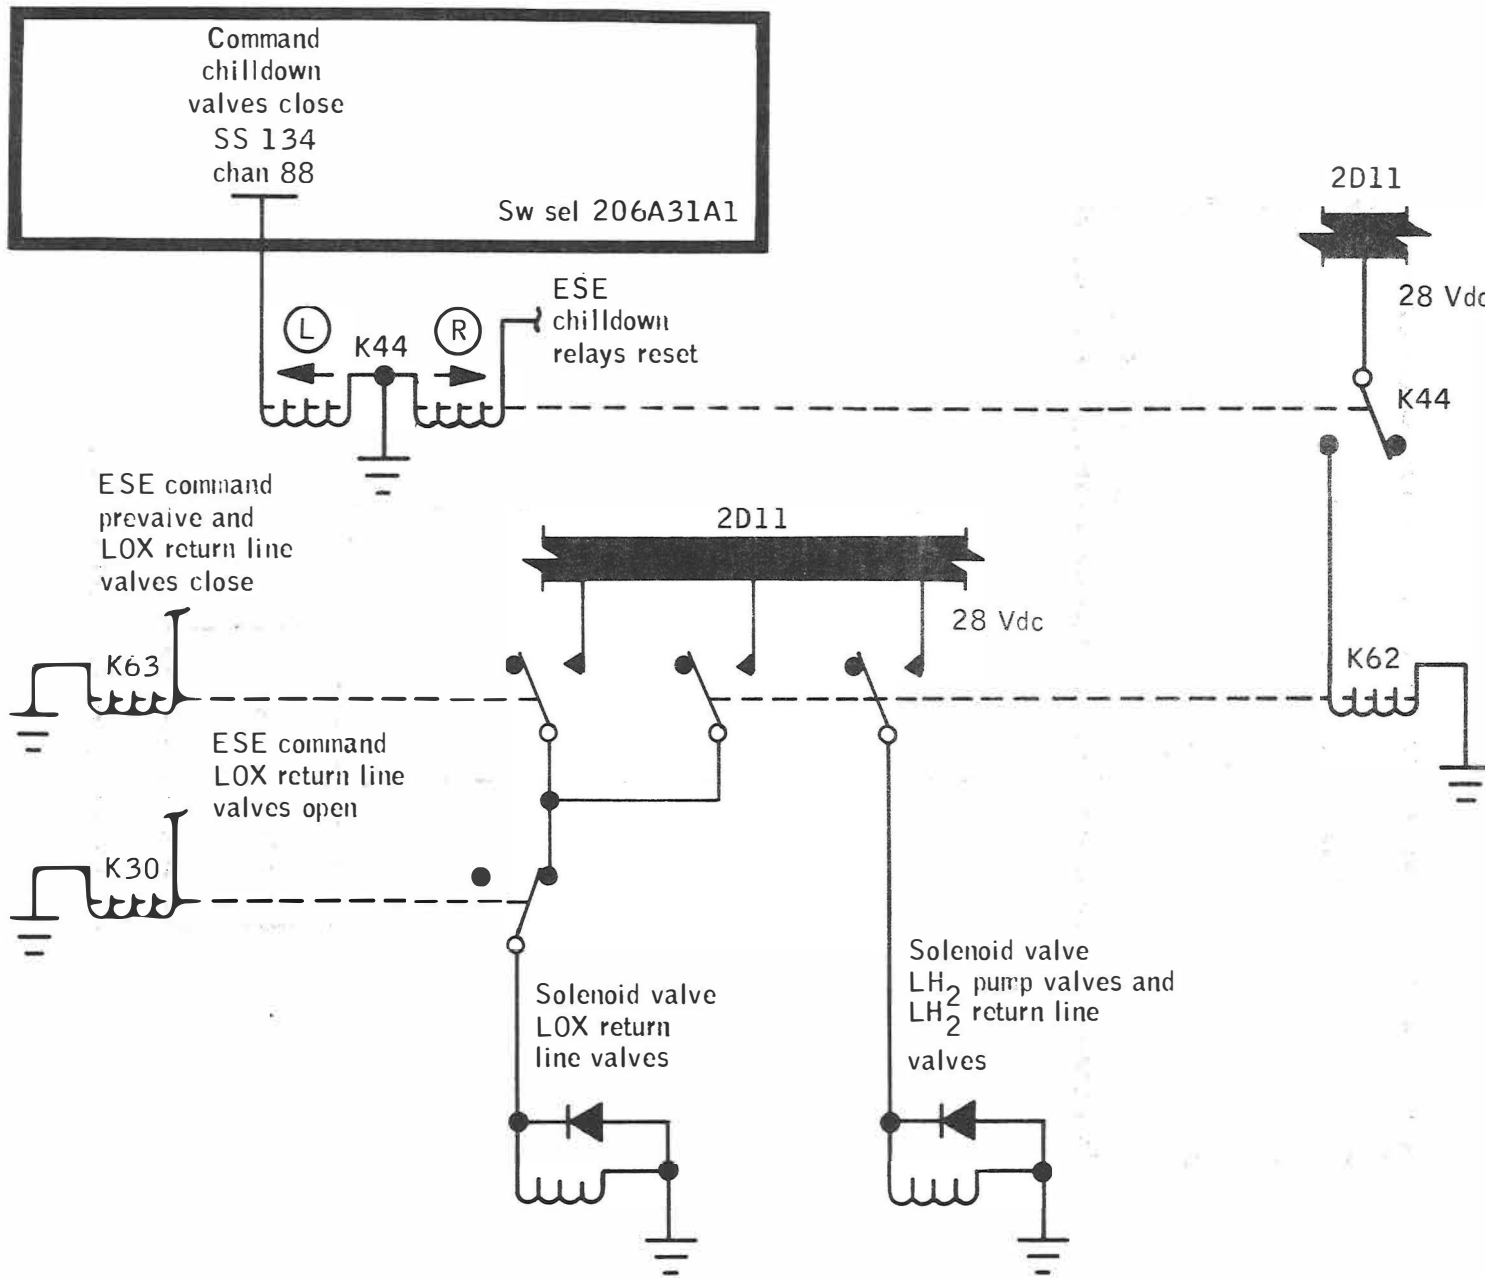 Command
chilldown
valves close
SS 134
chan 88
Sw sel 206A31A1
2D11
28 Vdc
ESE
chilldown
relays reset
L
K44
R
K44
ESE command
prevaive and
LOX return line
valves close
2D11
28 Vdc
K63
K62
ESE command
LOX return line
valves open
K30
Solenoid valve
LOX return
line valves
Solenoid valve
LH2 pump valves and
LH2 return line
valves